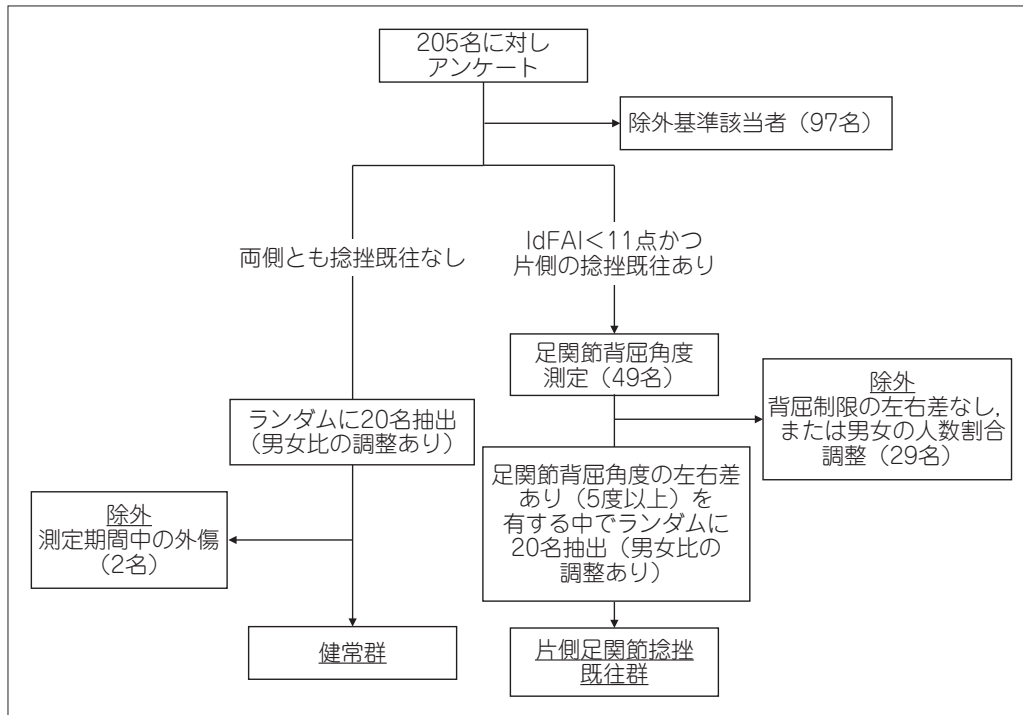 205名に対し
アンケート
除外基準該当者（97名）
両側とも捻挫既往なし
IdFAI＜11点かつ
片側の捻挫既往あり
足関節背屈角度
測定（49名）
除外
背屈制限の左右差なし，
または男女の人数割合
調整（29名）
ランダムに20名抽出
（男女比の調整あり）
足関節背屈角度の左右差
あり（5度以上）を
有する中でランダムに
20名抽出（男女比の
調整あり）
除外
測定期間中の外傷
（2名）
健常群
片側足関節捻挫
既往群